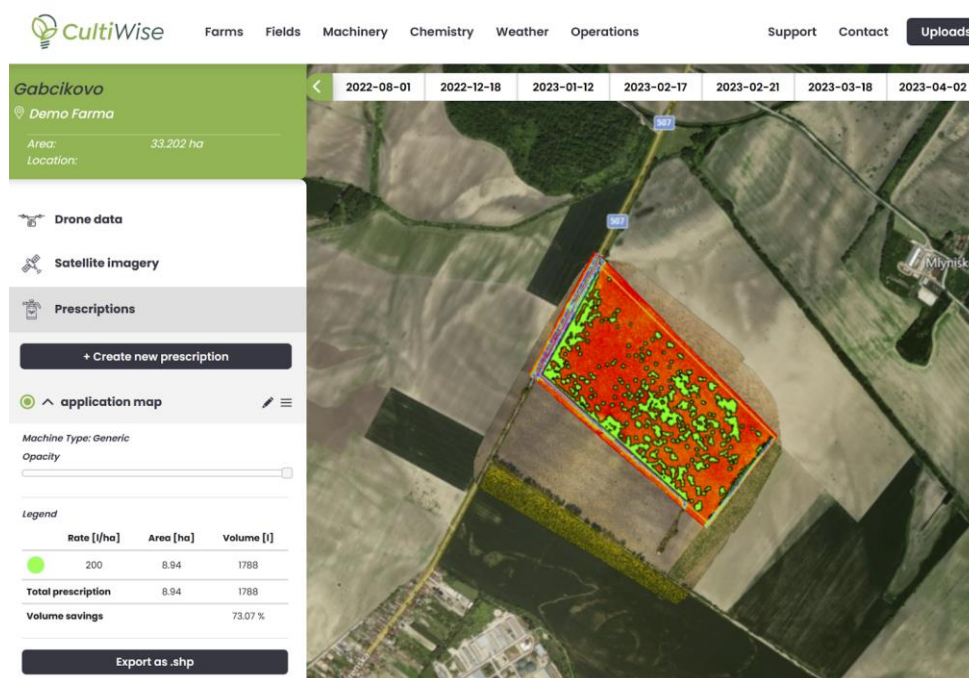 CultiWise
Farms Fields Machinery Chemistry Weather Operations Support Contact Uploads
Gabcikovo
Demo Farma
Area: 33.202 ha
Location:
2022-08-01 2022-12-18 2023-01-12 2023-02-17 2023-02-21 2023-03-18 2023-04-02
507
507
Mlynisk
Drone data
Satellite imagery
Prescriptions
+ Create new prescription
application map
Machine Type: Generic
Opacity
Legend
Rate [l/ha] Area [ha] Volume [l]
200 8.94 1788
Total prescription 8.94 1788
Volume savings 73.07 %
Export as .shp